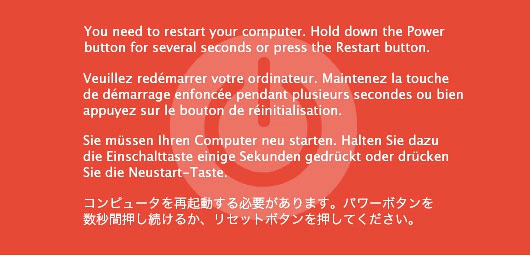 You need to restart your computer. Hold down the Power
button for several seconds or press the Restart button.
Veuillez redémarrer votre ordinateur. Maintenez la touche
de démarrage enfoncée pendant plusieurs secondes ou bien
appuyez sur le bouton de réinitialisation.
Sie müssen Ihren Computer neu starten. Halten Sie dazu
die Einschalttaste einige Sekunden gedrückt oder drücken
Sie die Neustart-Taste.
コンピュータを再起動する必要があります。パワーボタンを
数秒間押し続けるか、リセットボタンを押してください。